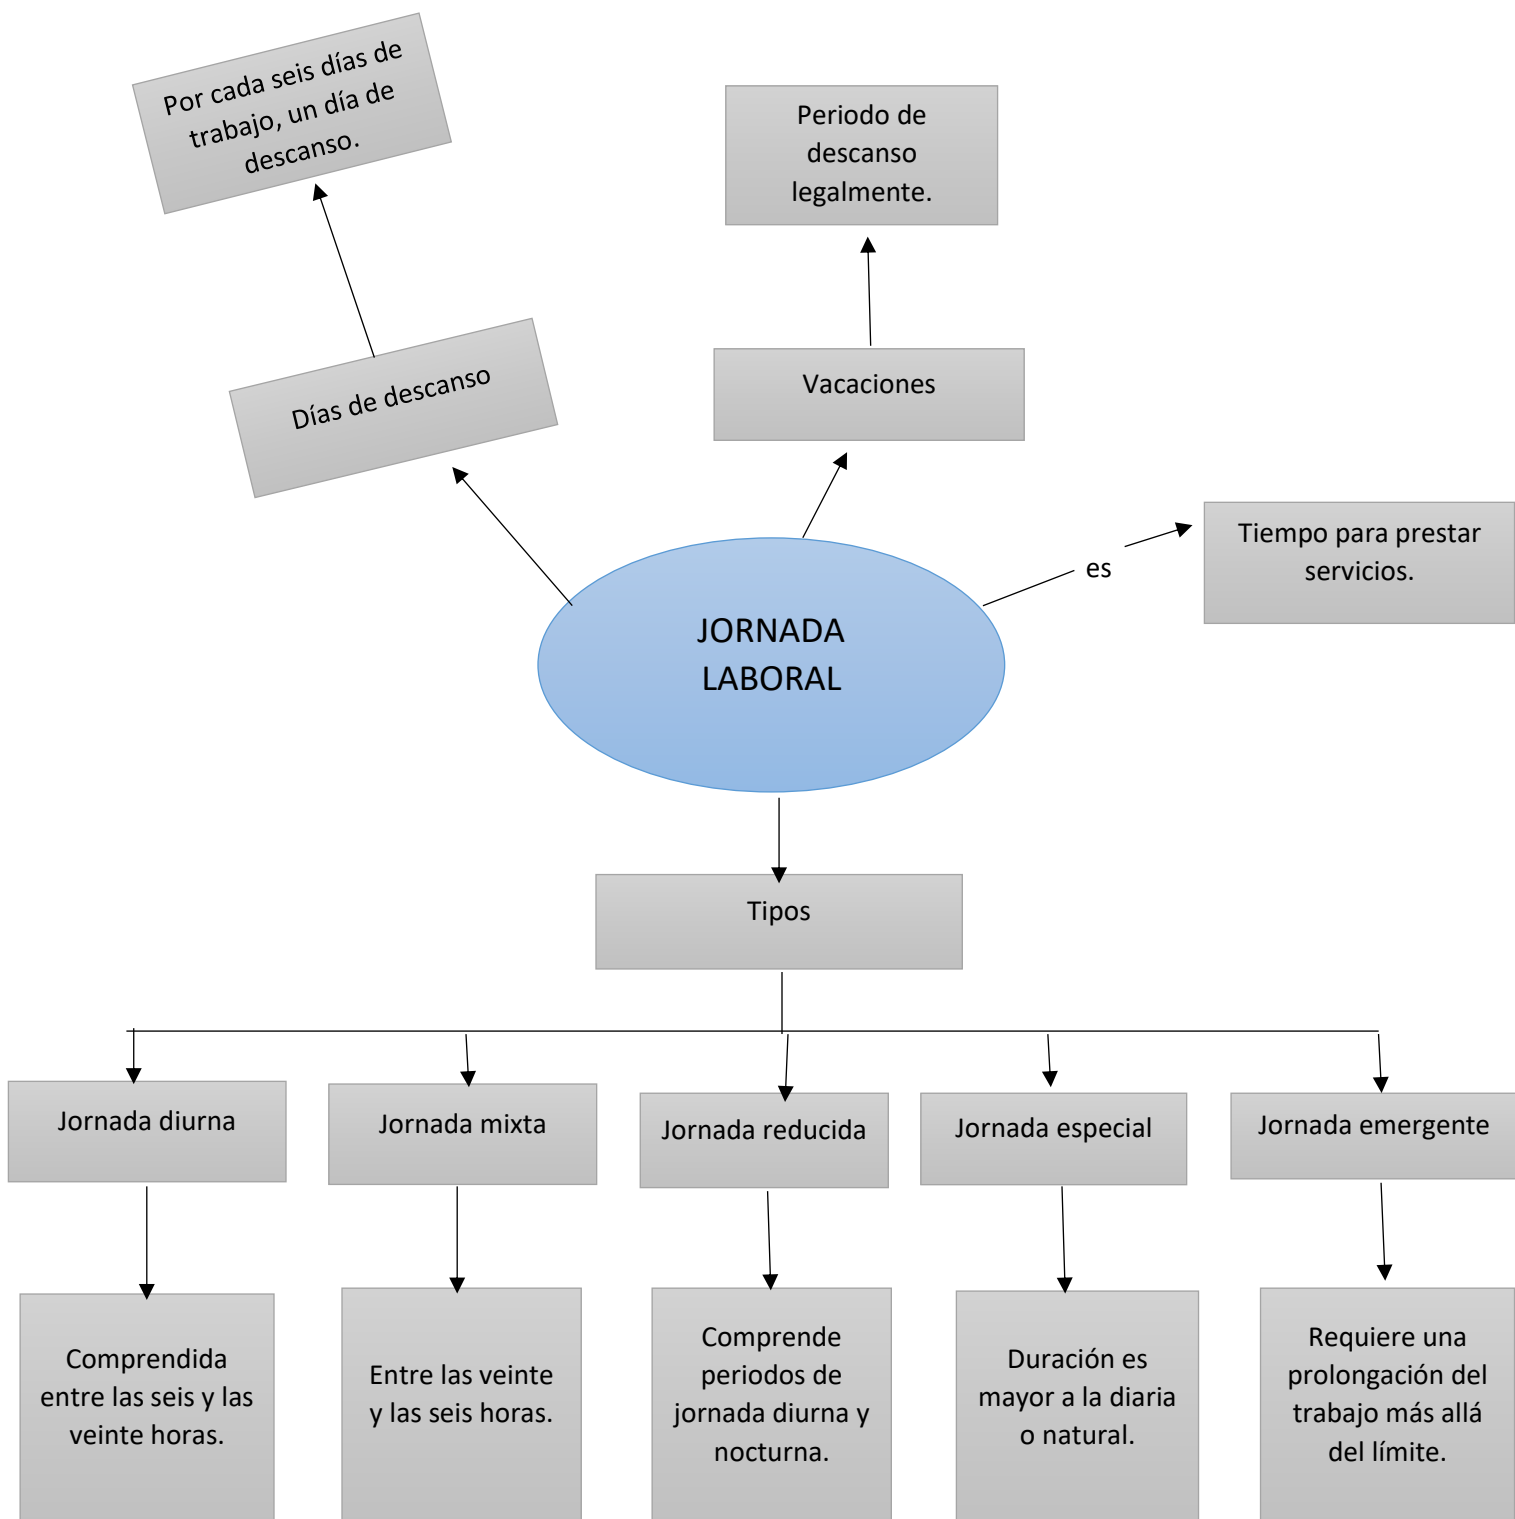 Por cada seis días de
trabajo, un día de
descanso.
Periodo de
descanso
legalmente.
Días de descanso
Vacaciones
Tiempo para prestar
servicios.
es
JORNADA
LABORAL
Tipos
Jornada diurna
Jornada mixta
Jornada reducida
Jornada especial
Jornada emergente
Comprendida
entre las seis y las
veinte horas.
Entre las veinte
y las seis horas.
Comprende
periodos de
jornada diurna y
nocturna.
Duración es
mayor a la diaria
o natural.
Requiere una
prolongación del
trabajo más allá
del límite.